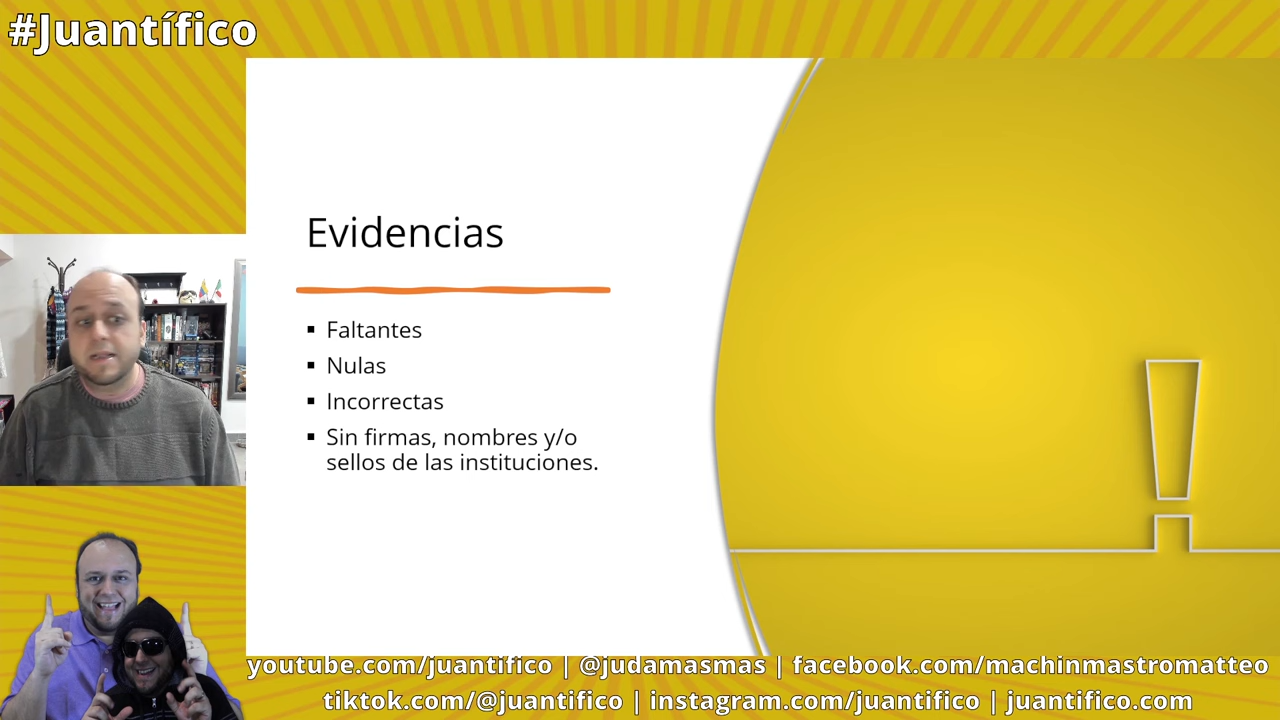 #Juantífico
Evidencias
▪ Faltantes
▪ Nulas
▪ Incorrectas
▪ Sin firmas, nombres y/o
sellos de las instituciones.
youtube.com/juantifico | @judamasmas | facebook.com/machinmastromatteo
tiktok.com/@juantifico | instagram.com/juantifico | juantifico.com